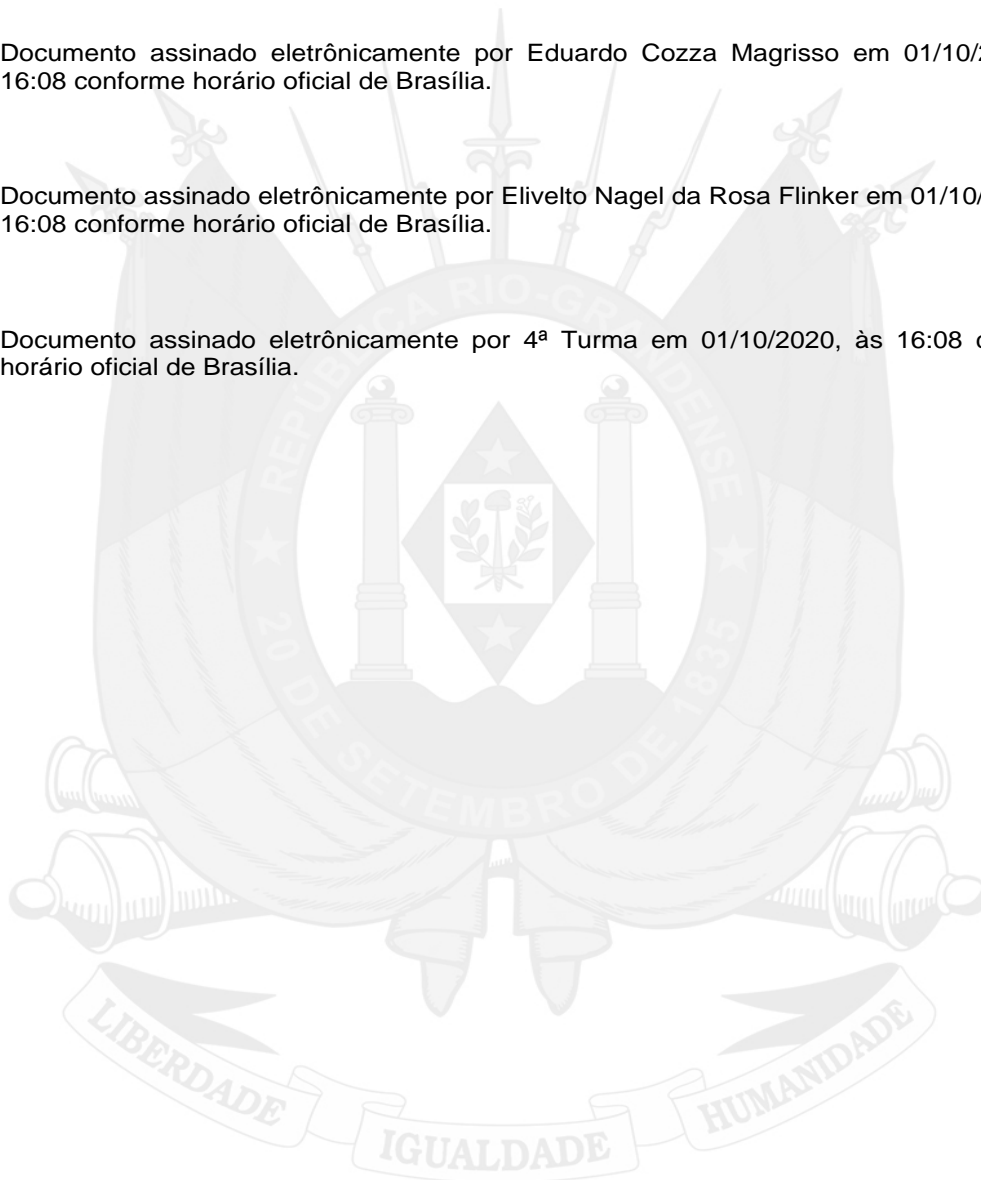 Documento assinado eletrônicamente por Eduardo Cozza Magrisso em 01/10/
16:08 conforme horário oficial de Brasília.
Documento assinado eletrônicamente por Elivelto Nagel da Rosa Flinker em 01/10/
16:08 conforme horário oficial de Brasília.
Documento assinado eletrônicamente por 4ª Turma em 01/10/2020, às 16:08
horário oficial de Brasília.
REPÚBLICA RIO-GRANDENSE
★ 20 DE SETEMBRO DE 1835 ★
LIBERDADE
IGUALDADE
HUMANIDADE